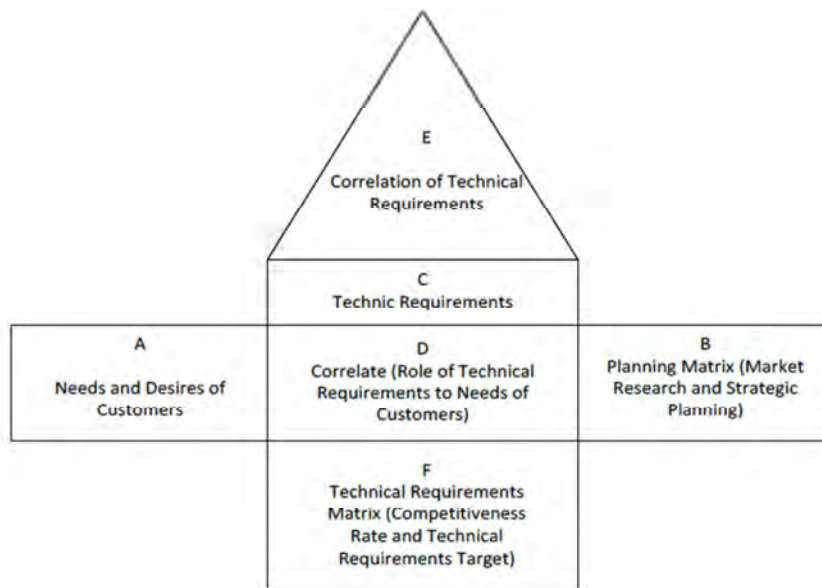 E
Correlation of Technical
Requirements
C
Technic Requirements
A
Needs and Desires of
Customers
D
Correlate (Role of Technical
Requirements to Needs of
Customers)
B
Planning Matrix (Market
Research and Strategic
Planning)
F
Technical Requirements
Matrix (Competitiveness
Rate and Technical
Requirements Target)